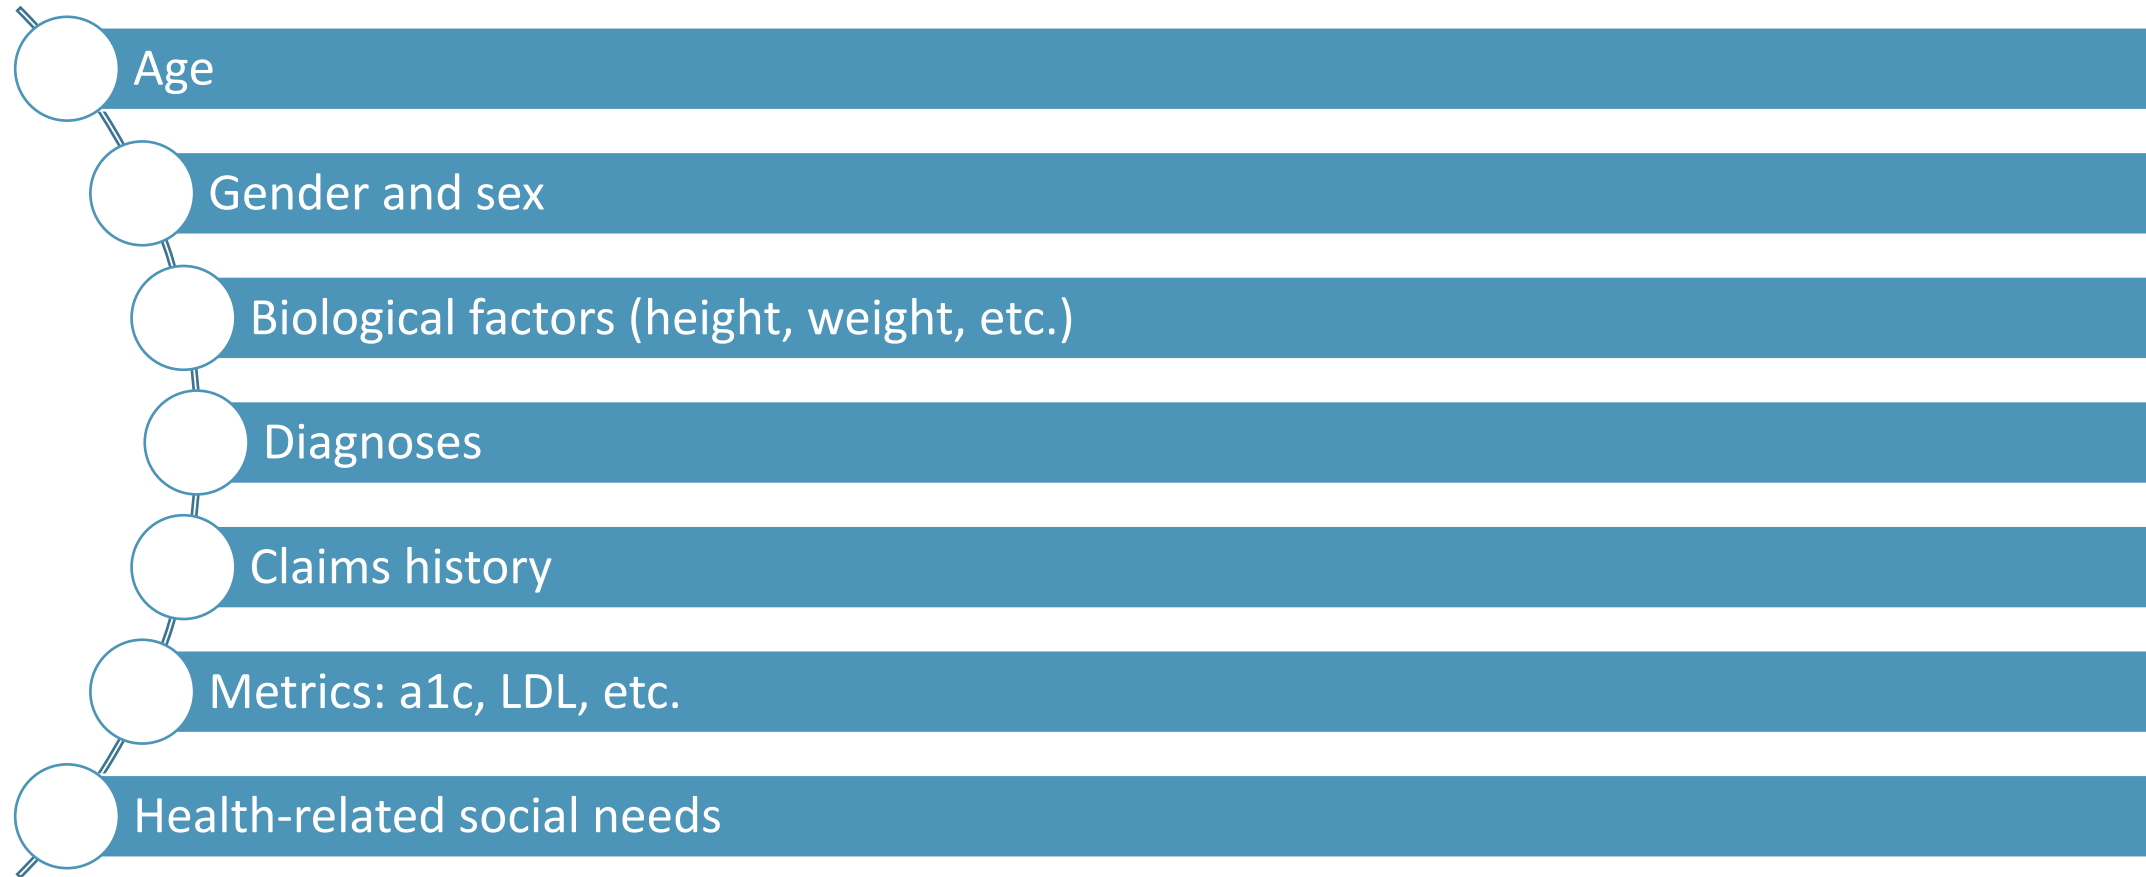 Age
Gender and sex
Biological factors (height, weight, etc.)
Diagnoses
Claims history
Metrics: a1c, LDL, etc.
Health-related social needs